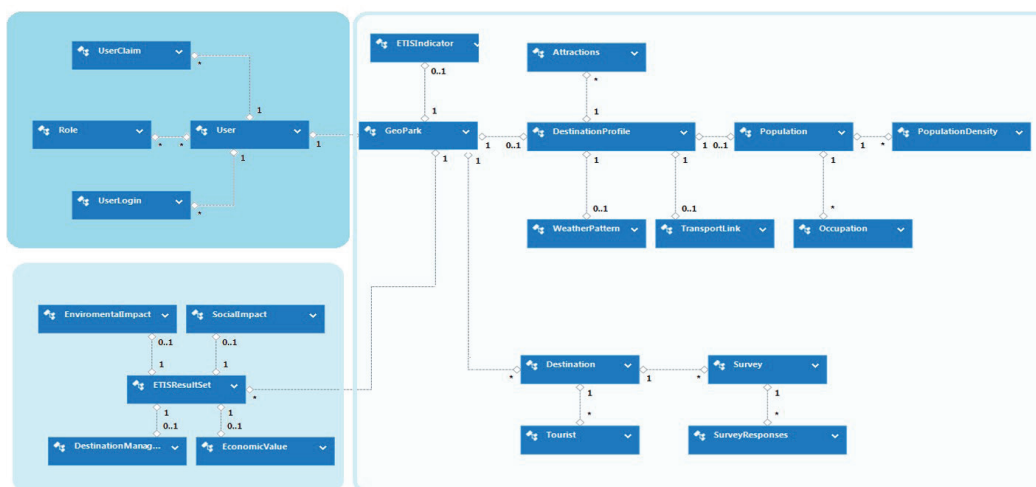 UserClaim
*
1
Role
*
*
User
1
1
UserLogin
*
ETISIndicator
0..1
1
GeoPark
1
1
1
0..1
Attractions
*
1
DestinationProfile
1
0..1
1
1
Population
1
*
PopulationDensity
1
0..1
WeatherPattern
0..1
TransportLink
*
Occupation
EnviromentalImpact
0..1
SocialImpact
0..1
1
1
ETISResultSet
*
1
1
0..1
0..1
DestinationManag...
EconomicValue
*
Destination
1
*
Survey
1
1
*
*
Tourist
SurveyResponses